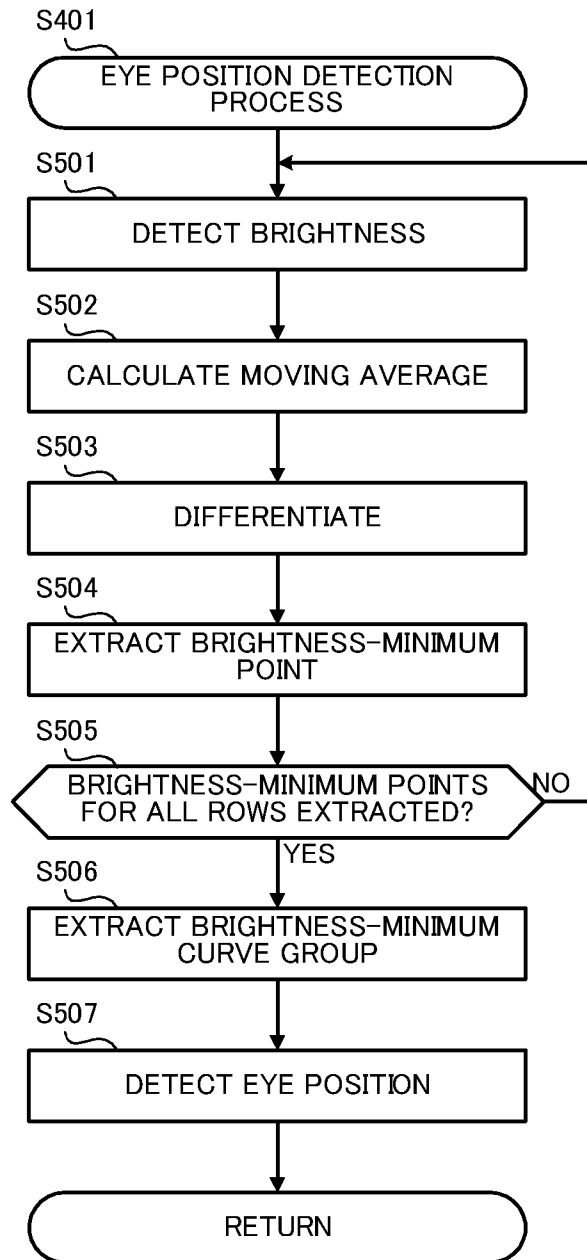 S401
EYE POSITION DETECTION
PROCESS
S501
DETECT BRIGHTNESS
S502
CALCULATE MOVING AVERAGE
S503
DIFFERENTIATE
S504
EXTRACT BRIGHTNESS-MINIMUM
POINT
S505
BRIGHTNESS-MINIMUM POINTS
FOR ALL ROWS EXTRACTED?
NO
YES
S506
EXTRACT BRIGHTNESS-MINIMUM
CURVE GROUP
S507
DETECT EYE POSITION
RETURN